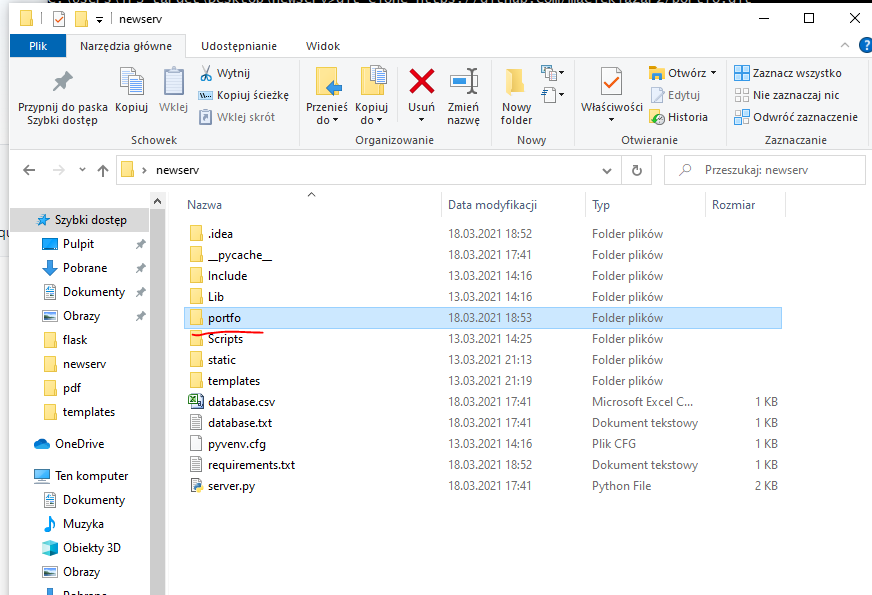 newserv
Plik
Narzędzia główne
Udostępnianie
Widok
Przypnij do paska
Szybki dostęp
Kopiuj
Wklej
Wytnij
Kopiuj ścieżkę
Wklej skrót
Schowek
Przenieś
do
Kopiuj
do
Usuń
Zmień
nazwę
Organizowanie
Nowy
folder
Nowy
Właściwości
Otwórz
Edytuj
Historia
Otwieranie
Zaznacz wszystko
Nie zaznaczaj nic
Odwróć zaznaczenie
Zaznaczanie
newserv
Przeszukaj: newserv
Nazwa Data modyfikacji Typ Rozmiar
.idea 18.03.2021 18:52 Folder plików
__pycache__ 18.03.2021 17:41 Folder plików
Include 13.03.2021 14:16 Folder plików
Lib 13.03.2021 14:16 Folder plików
portfo 18.03.2021 18:53 Folder plików
Scripts 13.03.2021 14:25 Folder plików
static 13.03.2021 21:13 Folder plików
templates 13.03.2021 21:19 Folder plików
database.csv 18.03.2021 17:41 Microsoft Excel C... 1 KB
database.txt 18.03.2021 17:41 Dokument tekstowy 1 KB
pyvenv.cfg 13.03.2021 14:16 Plik CFG 1 KB
requirements.txt 18.03.2021 18:52 Dokument tekstowy 1 KB
server.py 18.03.2021 17:41 Python File 2 KB
Szybki dostęp
Pulpit
Pobrane
Dokumenty
Obrazy
flask
newserv
pdf
templates
OneDrive
Ten komputer
Dokumenty
Muzyka
Obiekty 3D
Obrazy
Pobrane